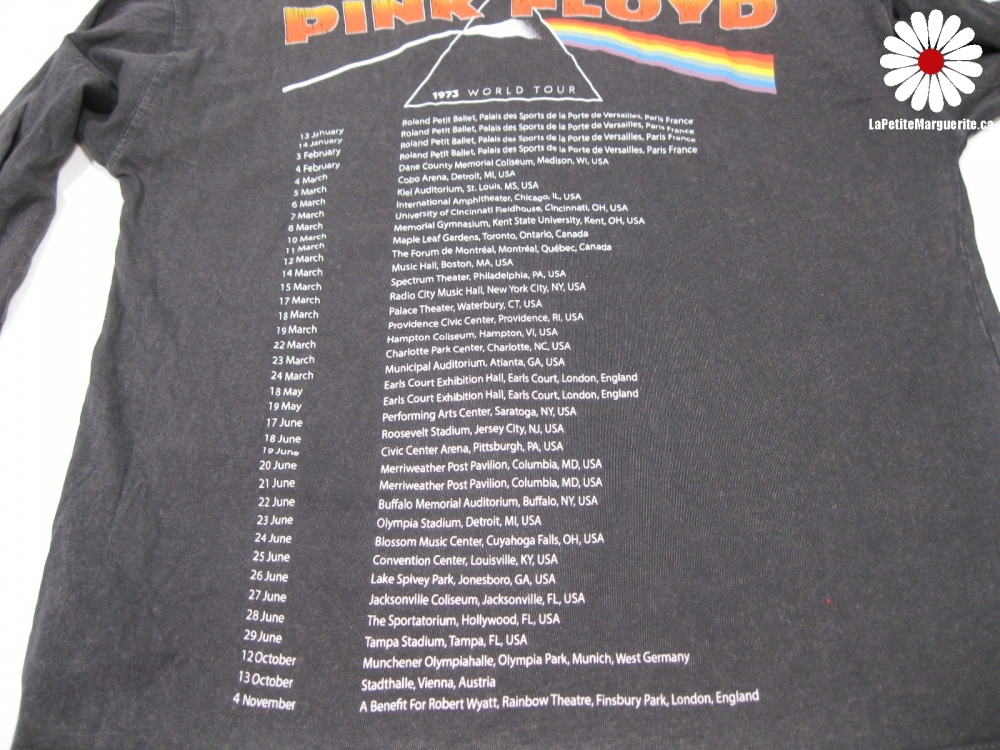 PINK FLOYD
1973 WORLD TOUR
13 January Roland Petit Ballet, Palais des Sports de la Porte de Versailles, Paris France
14 January Roland Petit Ballet, Palais des Sports de la Porte de Versailles, Paris France
3 February Roland Petit Ballet, Palais des Sports de la Porte de Versailles, Paris France
4 February Roland Petit Ballet, Palais des Sports de la Porte de Versailles, Paris France
4 March Dane County Memorial Coliseum, Madison, WI, USA
5 March Cobo Arena, Detroit, MI, USA
6 March Kiel Auditorium, St. Louis, MS, USA
7 March International Amphitheater, Chicago, IL, USA
8 March University of Cincinnati Fieldhouse, Cincinnati, OH, USA
10 March Memorial Gymnasium, Kent State University, Kent, OH, USA
11 March Maple Leaf Gardens, Toronto, Ontario, Canada
12 March The Forum de Montréal, Montréal, Québec, Canada
14 March Music Hall, Boston, MA, USA
15 March Spectrum Theater, Philadelphia, PA, USA
17 March Radio City Music Hall, New York City, NY, USA
18 March Palace Theater, Waterbury, CT, USA
19 March Providence Civic Center, Providence, RI, USA
22 March Hampton Coliseum, Hampton, VI, USA
23 March Charlotte Park Center, Charlotte, NC, USA
24 March Municipal Auditorium, Atlanta, GA, USA
18 May Earls Court Exhibition Hall, Earls Court, London, England
19 May Earls Court Exhibition Hall, Earls Court, London, England
17 June Performing Arts Center, Saratoga, NY, USA
18 June Roosevelt Stadium, Jersey City, NJ, USA
19 June Civic Center Arena, Pittsburgh, PA, USA
20 June Merriweather Post Pavilion, Columbia, MD, USA
21 June Merriweather Post Pavilion, Columbia, MD, USA
22 June Buffalo Memorial Auditorium, Buffalo, NY, USA
23 June Olympia Stadium, Detroit, MI, USA
24 June Blossom Music Center, Cuyahoga Falls, OH, USA
25 June Convention Center, Louisville, KY, USA
26 June Lake Spivey Park, Jonesboro, GA, USA
27 June Jacksonville Coliseum, Jacksonville, FL, USA
28 June The Sportatorium, Hollywood, FL, USA
29 June Tampa Stadium, Tampa, FL, USA
12 October Munchener Olympiahalle, Olympia Park, Munich, West Germany
13 October Stadthalle, Vienna, Austria
4 November A Benefit For Robert Wyatt, Rainbow Theatre, Finsbury Park, London, England
LaPetiteMarguerite.ca